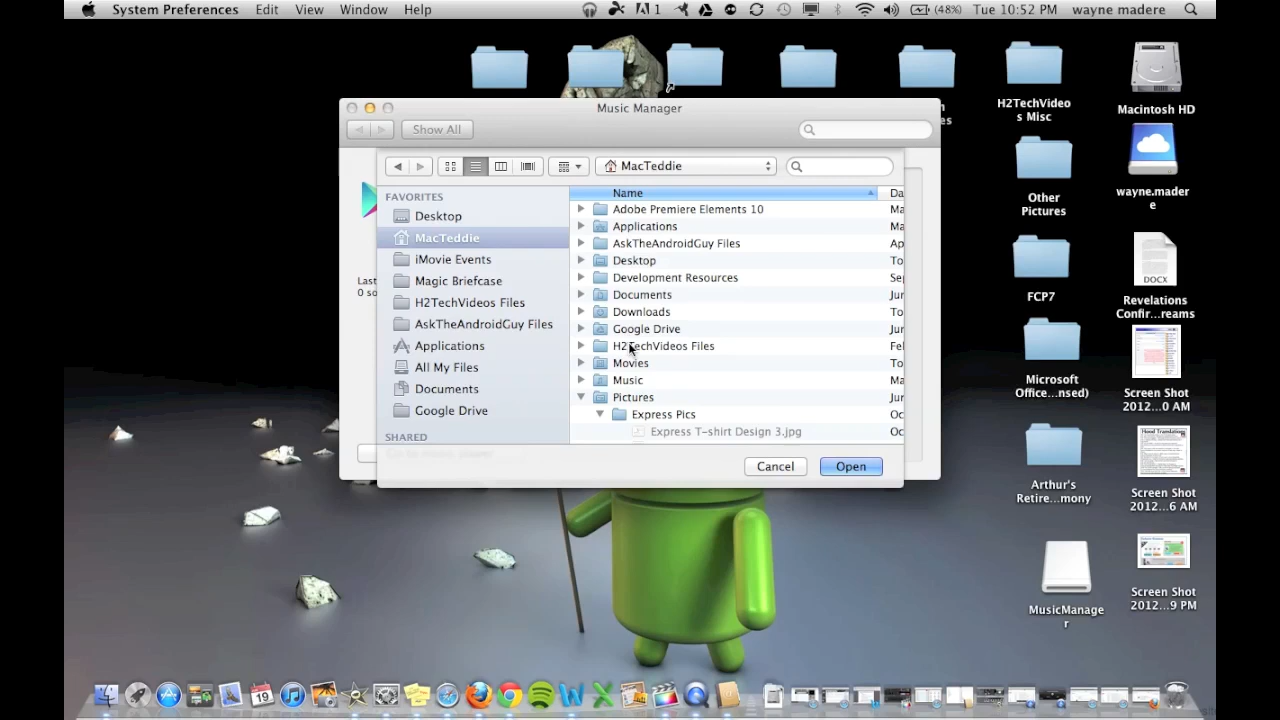 System Preferences Edit View Window Help
1 (48%) Tue 10:52 PM wayne madere
Music Manager
Show All
MacTeddie
FAVORITES
Desktop
MacTeddie
iMovie Events
Magic Briefcase
H2TechVideos Files
AskTheAndroidGuy Files
Applications
All My Files
Documents
Google Drive
SHARED
Name Da
Adobe Premiere Elements 10 Ma
Applications Ma
AskTheAndroidGuy Files Ap
Desktop To
Development Resources Sep
Documents Jur
Downloads To
Google Drive Jur
H2TechVideos Files To
Movies
Music Ma
Pictures Jur
Express Pics Oc
Express T-shirt Design 3.jpg Oc
Cancel Open
Last
0 so
H2TechVideo
s Misc
Macintosh HD
Other
Pictures
wayne.mader
e
FCP7
DOCX
Revelations
Confir...reams
Microsoft
Office...nsed)
Screen Shot
2012...0 AM
Arthur's
Retire...mony
Screen Shot
2012...6 AM
MusicManage
r
Screen Shot
2012...9 PM
19